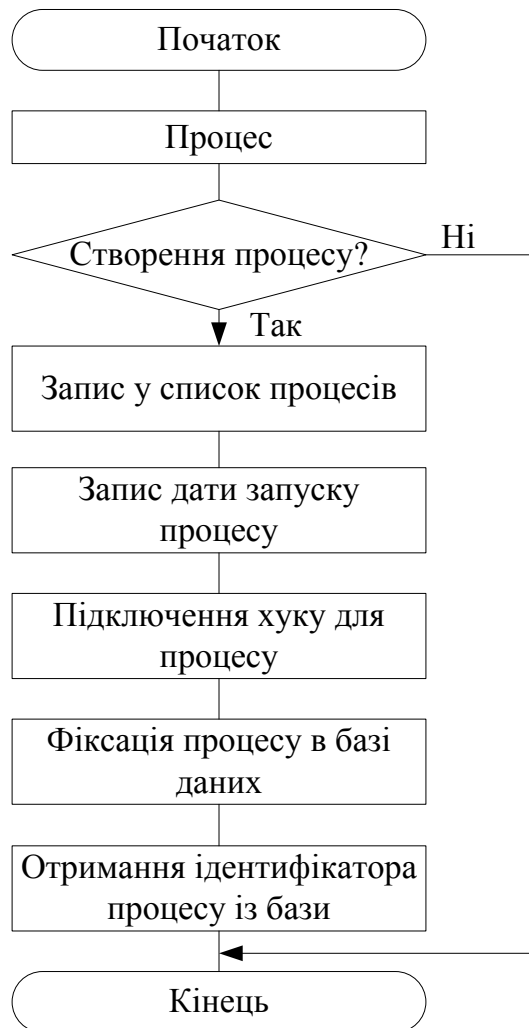 Початок
Процес
Створення процесу?
Ні
Так
Запис у список процесів
Запис дати запуску
процесу
Підключення хуку для
процесу
Фіксація процесу в базі
даних
Отримання ідентифікатора
процесу із бази
Кінець